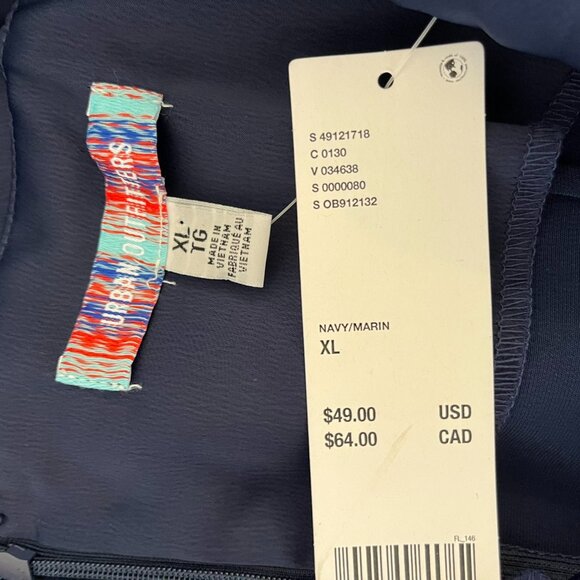 URBAN OUTFITTERS
XL•
TG
MADE IN
VIETNAM
FABRIQUÉ AU
VIETNAM
S 49121718
C 0130
V 034638
S 0000080
S OB912132
NAVY/MARIN
XL
$49.00 USD
$64.00 CAD
FL_146